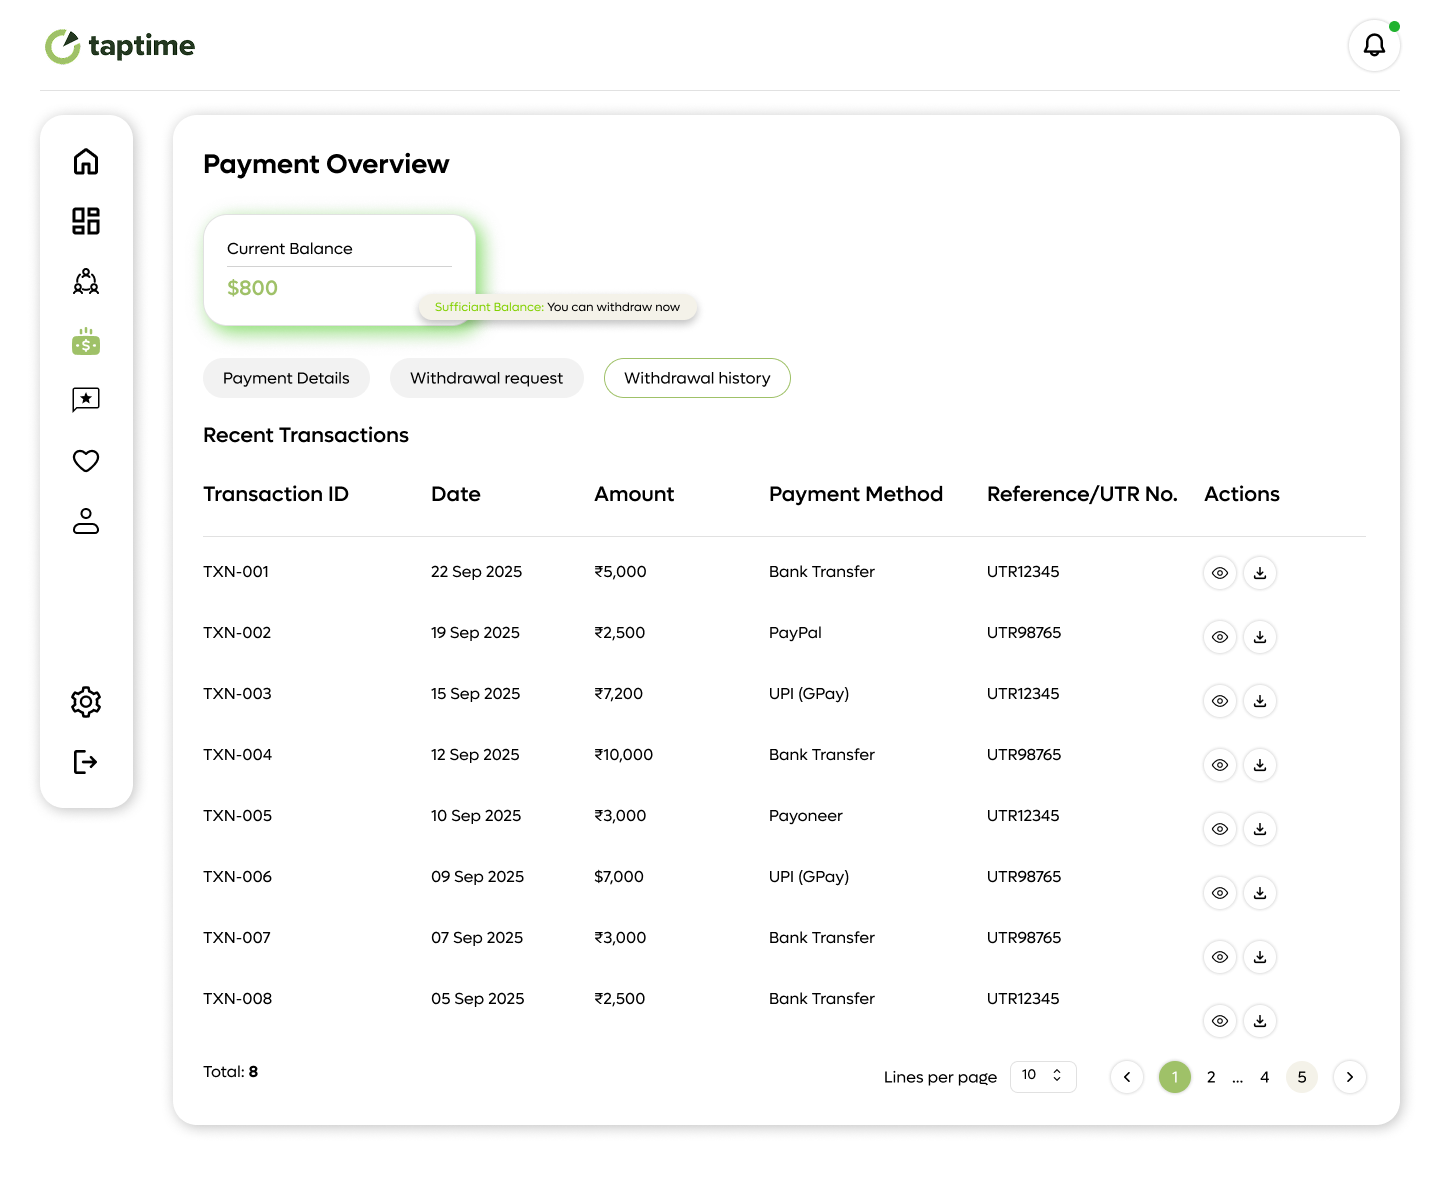 taptime
Payment Overview
Current Balance
$800
Sufficiant Balance: You can withdraw now
Payment Details Withdrawal request Withdrawal history
Recent Transactions
Transaction ID Date Amount Payment Method Reference/UTR No. Actions
TXN-001 22 Sep 2025 ₹5,000 Bank Transfer UTR12345
TXN-002 19 Sep 2025 ₹2,500 PayPal UTR98765
TXN-003 15 Sep 2025 ₹7,200 UPI (GPay) UTR12345
TXN-004 12 Sep 2025 ₹10,000 Bank Transfer UTR98765
TXN-005 10 Sep 2025 ₹3,000 Payoneer UTR12345
TXN-006 09 Sep 2025 $7,000 UPI (GPay) UTR98765
TXN-007 07 Sep 2025 ₹3,000 Bank Transfer UTR98765
TXN-008 05 Sep 2025 ₹2,500 Bank Transfer UTR12345
Total: 8 Lines per page 10 1 2 ... 4 5